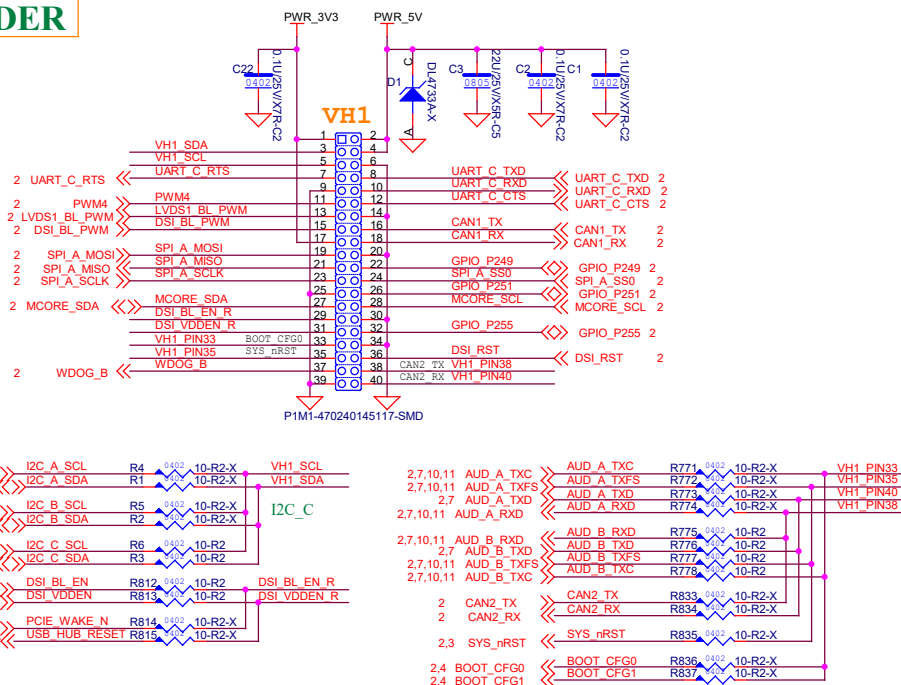 DER
PWR_3V3 PWR_5V
C22 0.1U/25V/X7R-C2 0402
D1 DL4733A-X C A
C3 22U/25V/X5R-C5 0805
C2 0.1U/25V/X7R-C2 0402
C1 0.1U/25V/X7R-C2 0402
VH1
1 2
VH1_SDA 3 4
VH1_SCL 5 6
2 UART_C_RTS UART_C_RTS 7 8 UART_C_TXD UART_C_TXD 2
9 10 UART_C_RXD UART_C_RXD 2
2 PWM4 PWM4 11 12 UART_C_CTS UART_C_CTS 2
2 LVDS1_BL_PWM LVDS1_BL_PWM 13 14
2 DSI_BL_PWM DSI_BL_PWM 15 16 CAN1_TX CAN1_TX 2
17 18 CAN1_RX CAN1_RX 2
2 SPI_A_MOSI SPI_A_MOSI 19 20
2 SPI_A_MISO SPI_A_MISO 21 22 GPIO_P249 GPIO_P249 2
2 SPI_A_SCLK SPI_A_SCLK 23 24 SPI_A_SS0 SPI_A_SS0 2
25 26 GPIO_P251 GPIO_P251 2
2 MCORE_SDA MCORE_SDA 27 28 MCORE_SCL MCORE_SCL 2
DSI_BL_EN_R 29 30
DSI_VDDEN_R 31 32 GPIO_P255 GPIO_P255 2
VH1_PIN33 BOOT_CFG0 33 34
VH1_PIN35 SYS_nRST 35 36 DSI_RST DSI_RST 2
2 WDOG_B WDOG_B 37 38 CAN2_TX VH1_PIN38
39 40 CAN2_RX VH1_PIN40
P1M1-470240145117-SMD
I2C_A_SCL R4 0402 10-R2-X VH1_SCL
I2C_A_SDA R1 0402 10-R2-X VH1_SDA
I2C_B_SCL R5 0402 10-R2-X
I2C_B_SDA R2 0402 10-R2-X
I2C_C
I2C_C_SCL R6 0402 10-R2
I2C_C_SDA R3 0402 10-R2
DSI_BL_EN R812 0402 10-R2 DSI_BL_EN_R
DSI_VDDEN R813 0402 10-R2 DSI_VDDEN_R
PCIE_WAKE_N R814 0402 10-R2-X
USB_HUB_RESET R815 0402 10-R2-X
2,7,10,11 AUD_A_TXC AUD_A_TXC R771 0402 10-R2-X VH1_PIN33
2,7,10,11 AUD_A_TXFS AUD_A_TXFS R772 0402 10-R2-X VH1_PIN35
2,7 AUD_A_TXD AUD_A_TXD R773 0402 10-R2-X VH1_PIN40
2,7,10,11 AUD_A_RXD AUD_A_RXD R774 0402 10-R2-X VH1_PIN38
2,7,10,11 AUD_B_RXD AUD_B_RXD R775 0402 10-R2
2,7 AUD_B_TXD AUD_B_TXD R776 0402 10-R2
2,7,10,11 AUD_B_TXFS AUD_B_TXFS R777 0402 10-R2
2,7,10,11 AUD_B_TXC AUD_B_TXC R778 0402 10-R2
2 CAN2_TX CAN2_TX R833 0402 10-R2-X
2 CAN2_RX CAN2_RX R834 0402 10-R2-X
2,3 SYS_nRST SYS_nRST R835 0402 10-R2-X
2,4 BOOT_CFG0 BOOT_CFG0 R836 0402 10-R2-X
2,4 BOOT_CFG1 BOOT_CFG1 R837 0402 10-R2-X